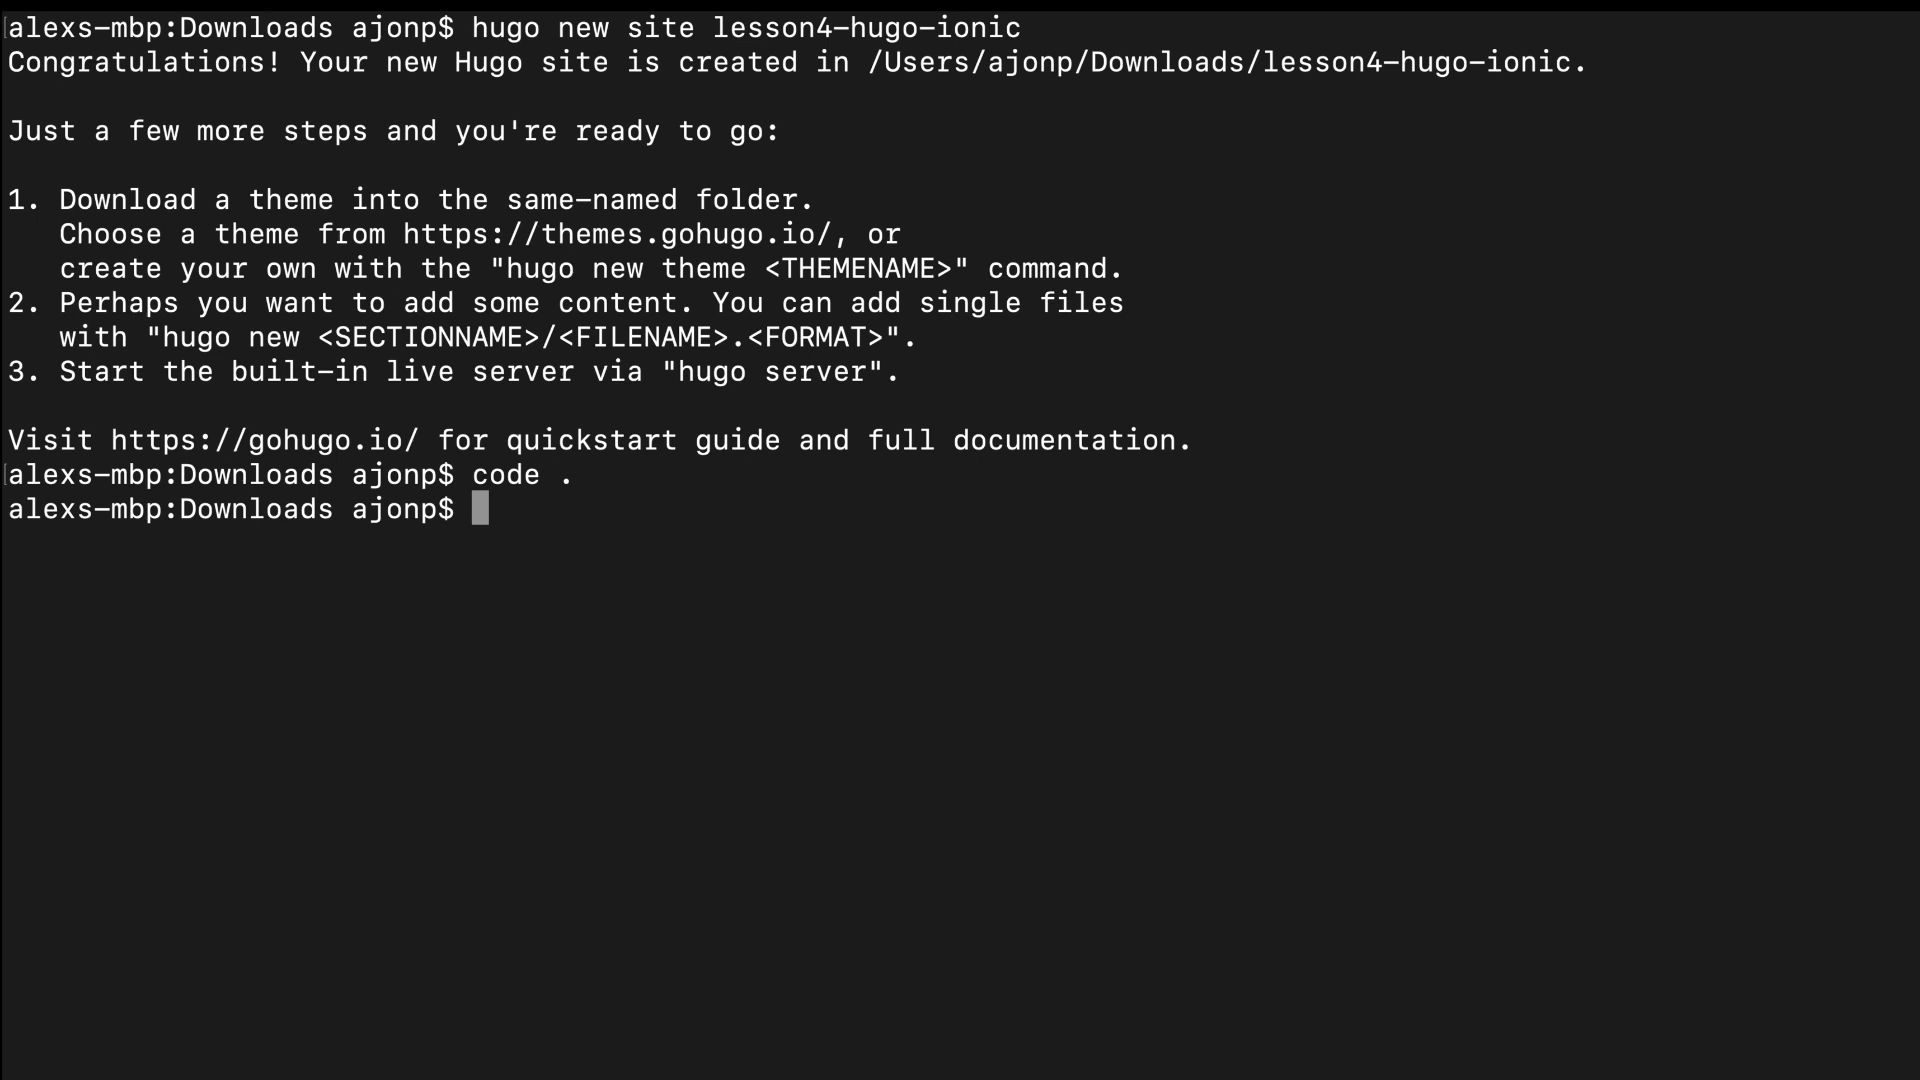 alexs-mbp:Downloads ajonp$ hugo new site lesson4-hugo-ionic
Congratulations! Your new Hugo site is created in /Users/ajonp/Downloads/lesson4-hugo-ionic.
Just a few more steps and you're ready to go:
1. Download a theme into the same-named folder.
Choose a theme from https://themes.gohugo.io/, or
create your own with the "hugo new theme <THEMENAME>" command.
2. Perhaps you want to add some content. You can add single files
with "hugo new <SECTIONNAME>/<FILENAME>.<FORMAT>".
3. Start the built-in live server via "hugo server".
Visit https://gohugo.io/ for quickstart guide and full documentation.
alexs-mbp:Downloads ajonp$ code .
alexs-mbp:Downloads ajonp$